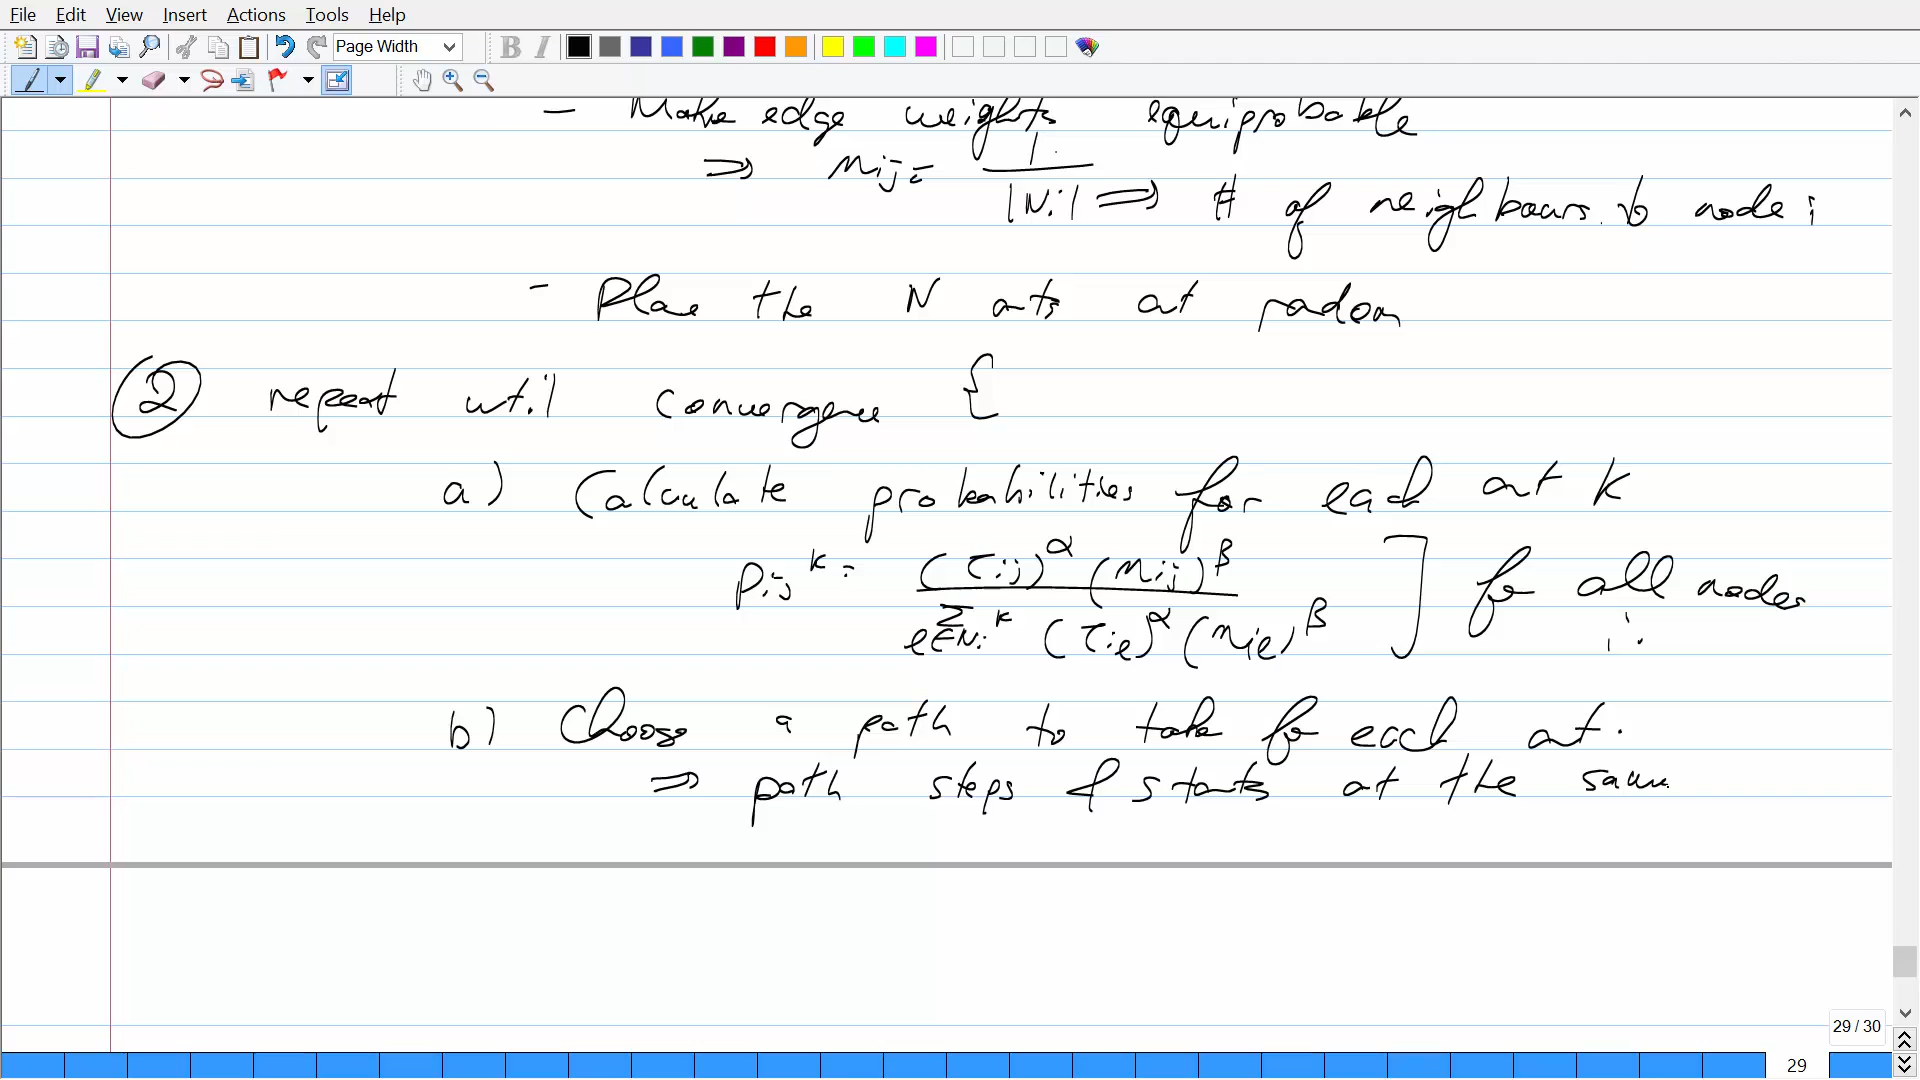 File Edit View Insert Actions Tools Help
Page Width B I
- Make edge weights equiprobable
⇒ ηij = 1 / |Ni| ⇒ # of neighbours to node i
- Place the N ants at random
② repeat until convergence {
a) Calculate probabilities for each ant k
Pij^k = (τij)^α (ηij)^β / Σ l∈Ni^k (τil)^α (ηil)^β ] for all nodes i
b) Choose a path to take for each ant.
⇒ path steps & starts at the same
29 / 30
29